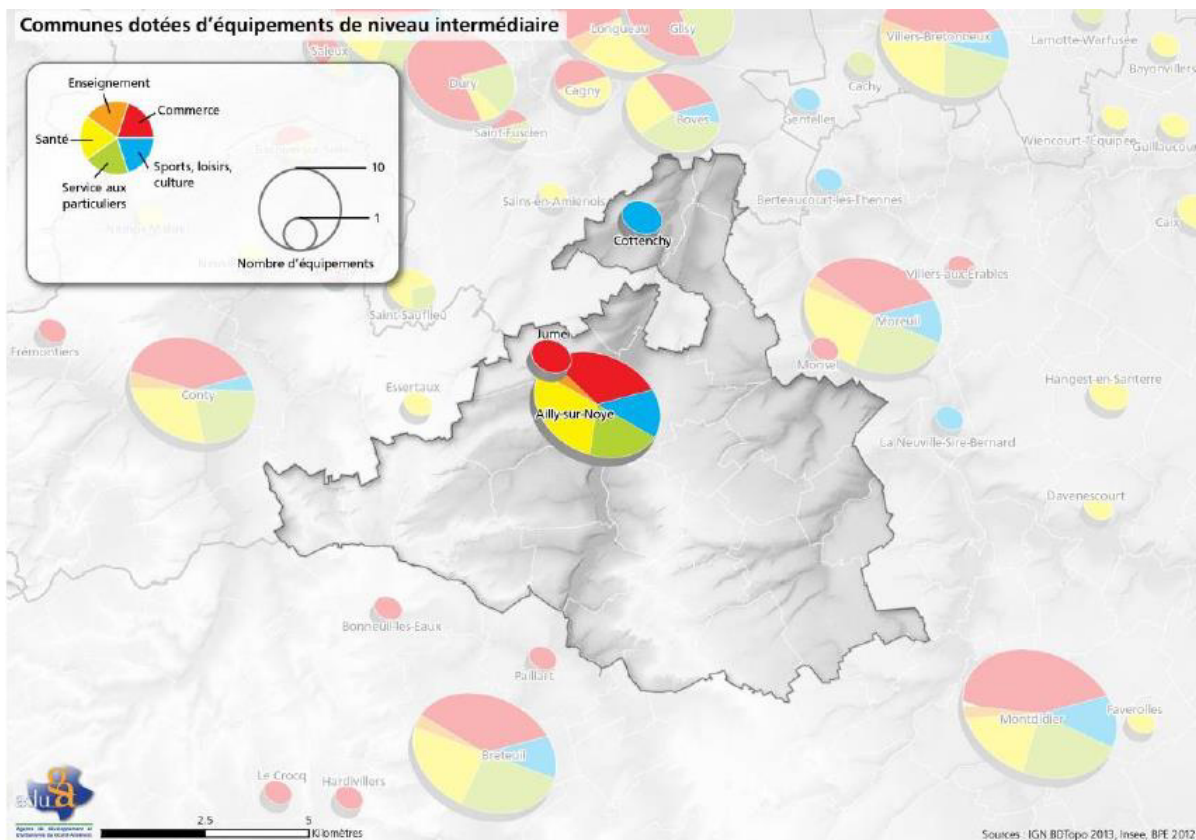 Communes dotées d'équipements de niveau intermédiaire
Enseignement
Commerce
Santé
Sports, loisirs,
culture
Service aux
particuliers
10
1
Nombre d'équipements
Saleux
Dury
Longueau
Glisy
Cagny
Saint-Fuscien
Boves
Villers-Bretonneux
Lamotte-Warfusée
Bayonvillers
Cachy
Gentelles
Wiencourt-l'Équipée
Guillaucourt
Sains-en-Amiénois
Berteaucourt-les-Thennes
Caix
Cottenchy
Villers-aux-Érables
Saint-Sauflieu
Moreuil
Frémontiers
Jumel
Conty
Essertaux
Hangest-en-Santerre
Ailly-sur-Noye
La Neuville-Sire-Bernard
Davenescourt
Bonneuil-les-Eaux
Paillart
Montdidier
Faverolles
Breteuil
Le Crocq
Hardivillers
aduga
2.5
5
Kilomètres
Sources : IGN BDTopo 2013, Insee, BPE 2012